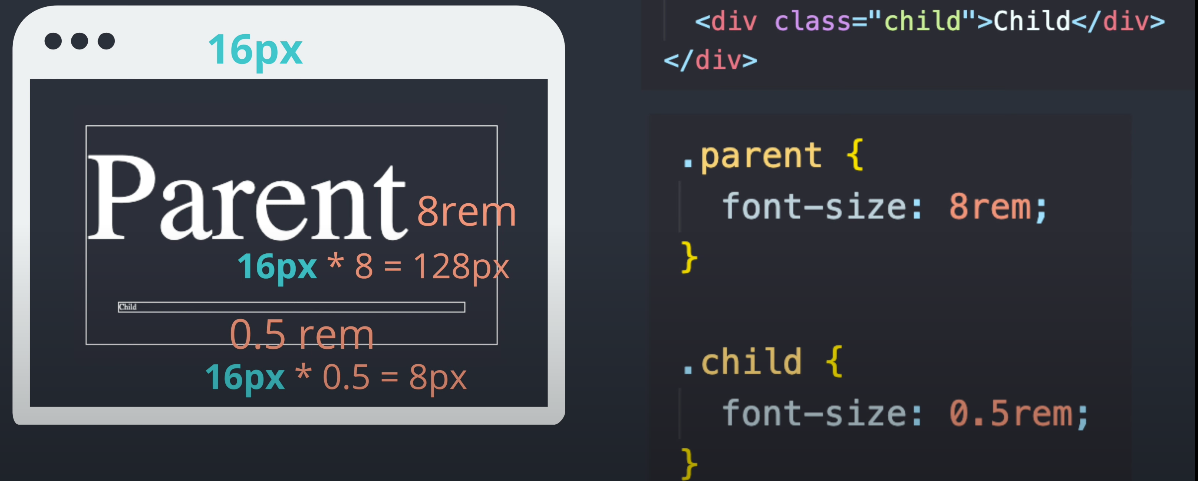 16px
Parent 8rem
16px * 8 = 128px
Child
0.5 rem
16px * 0.5 = 8px
<div class="child">Child</div>
</div>
.parent {
font-size: 8rem;
}
.child {
font-size: 0.5rem;
}